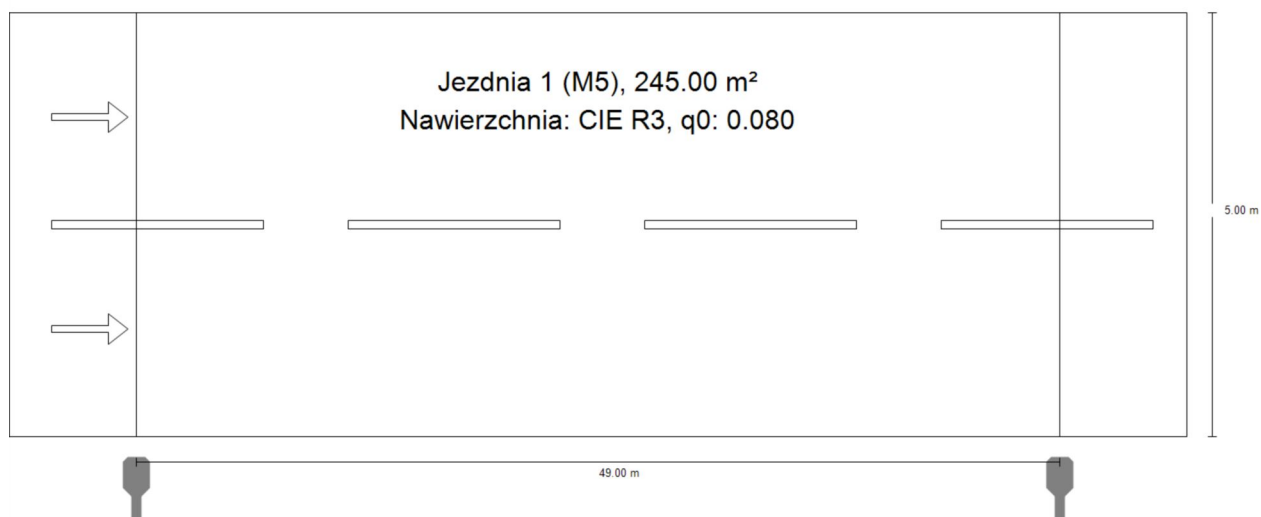 Jezdnia 1 (M5), 245.00 m²
Nawierzchnia: CIE R3, q0: 0.080
5.00 m
49.00 m